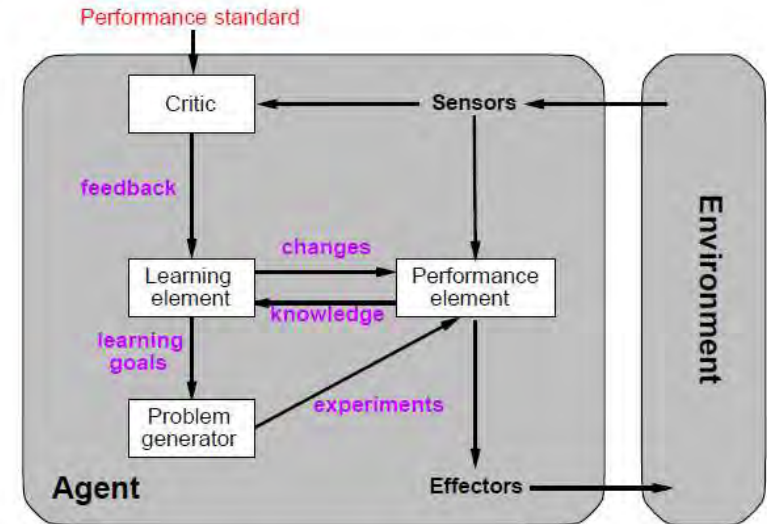 Performance standard
Critic
Sensors
feedback
changes
Learning
element
Performance
element
knowledge
learning
goals
experiments
Problem
generator
Agent
Effectors
Environment